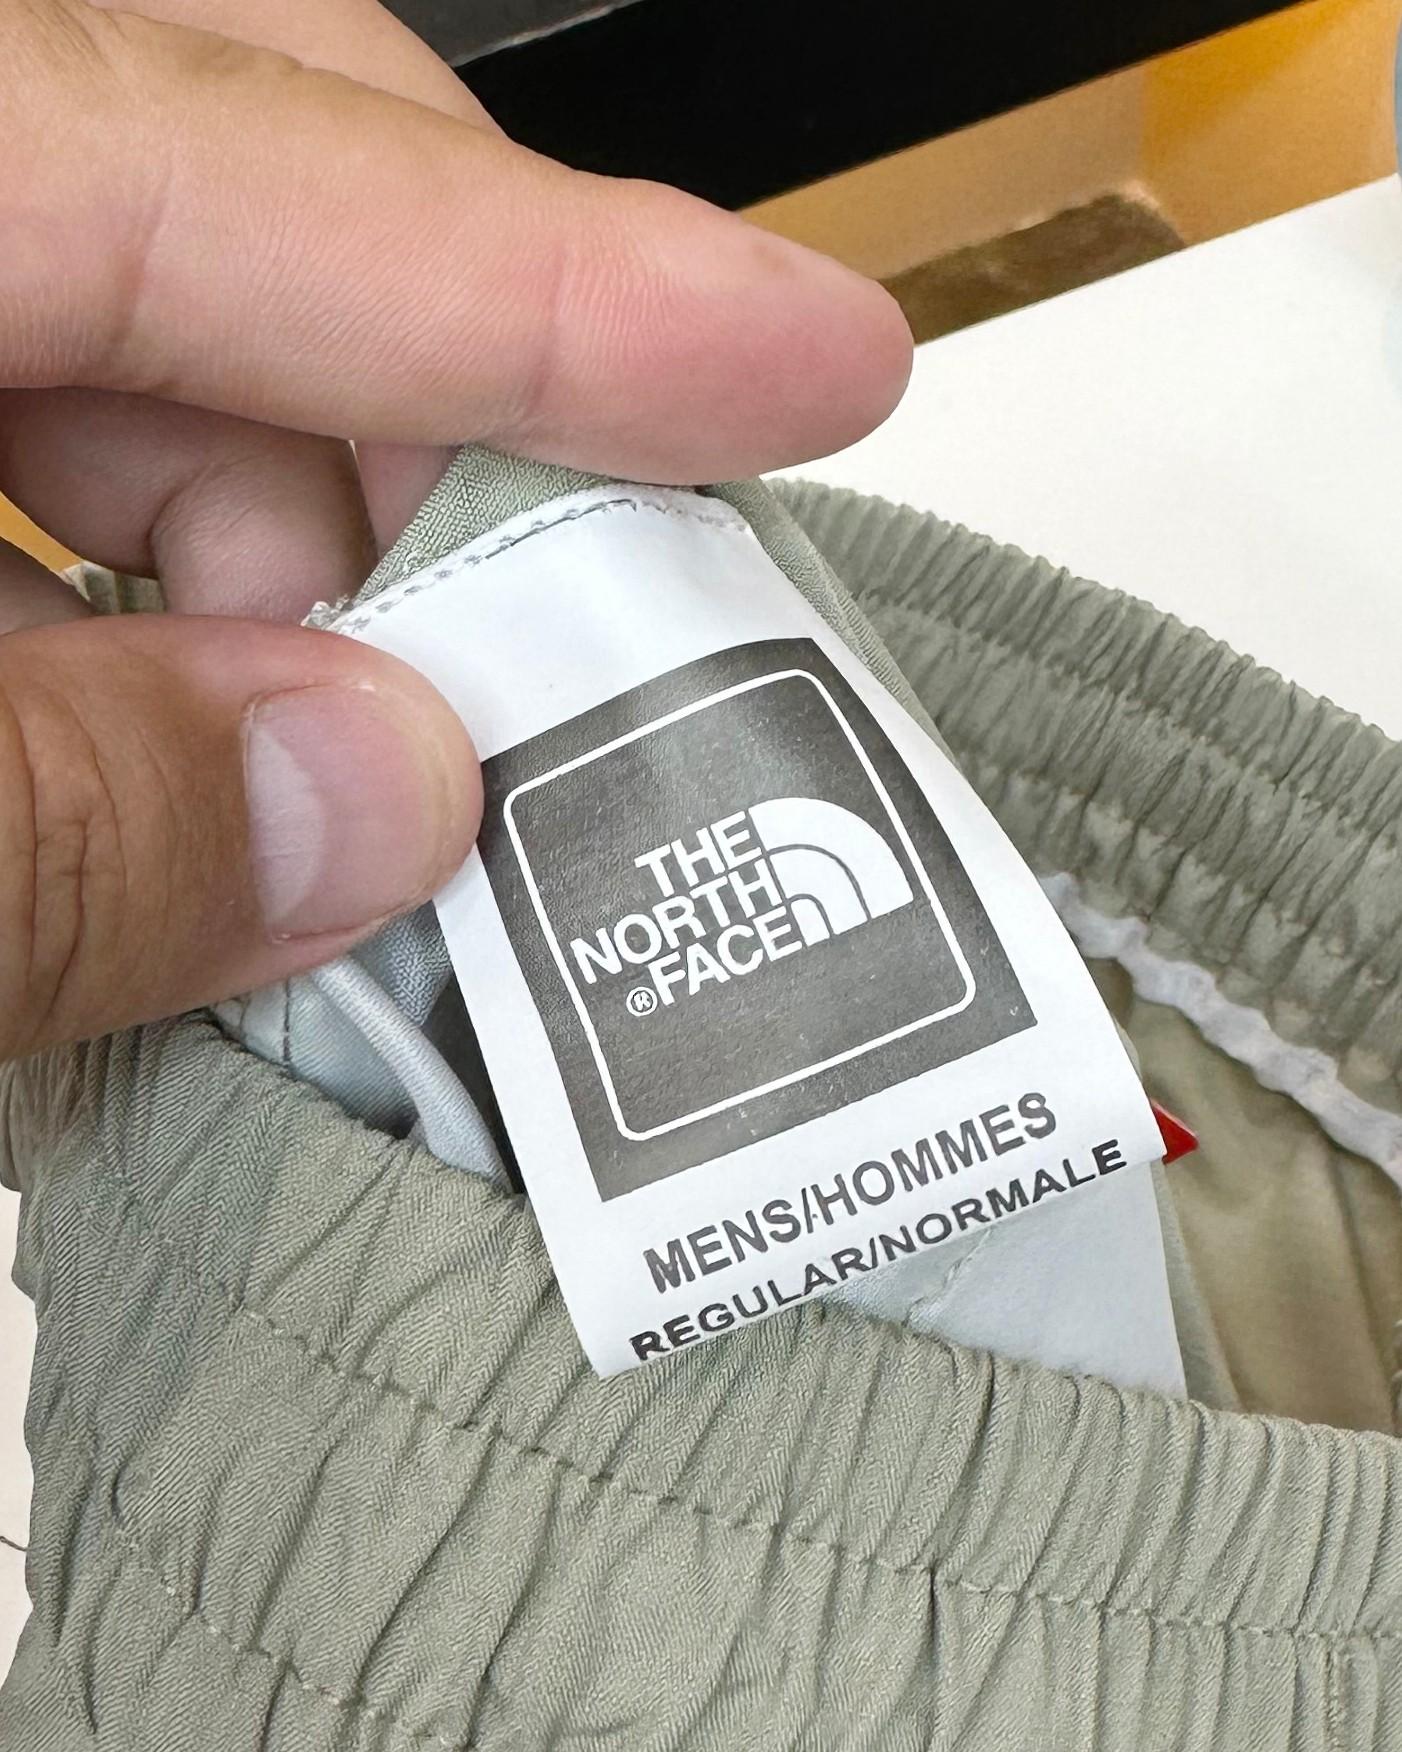 THE
NORTH
FACE
®
MENS/HOMMES
REGULAR/NORMALE